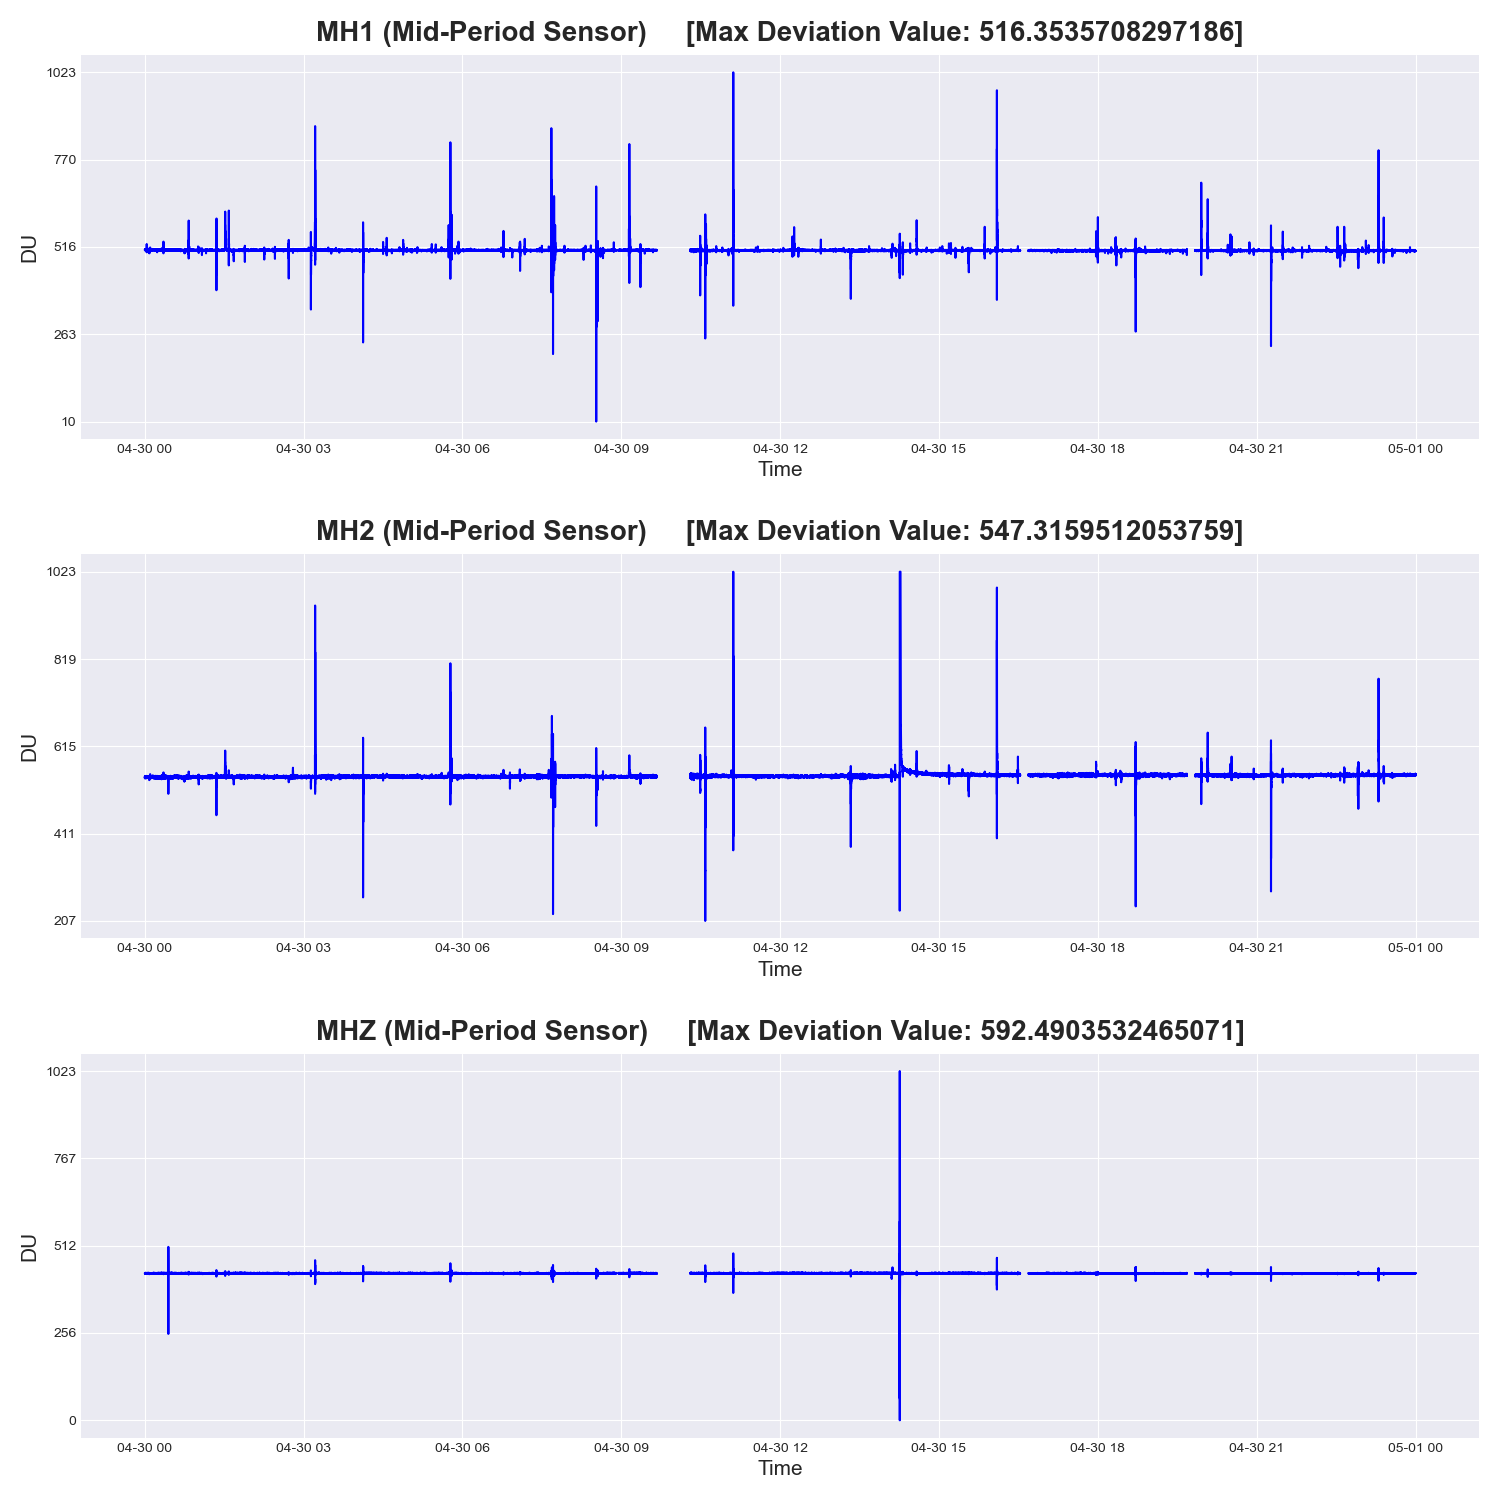 MH1 (Mid-Period Sensor) [Max Deviation Value: 516.3535708297186]
1023
770
516
263
10
DU
04-30 00 04-30 03 04-30 06 04-30 09 04-30 12 04-30 15 04-30 18 04-30 21 05-01 00
Time
MH2 (Mid-Period Sensor) [Max Deviation Value: 547.3159512053759]
1023
819
615
411
207
DU
04-30 00 04-30 03 04-30 06 04-30 09 04-30 12 04-30 15 04-30 18 04-30 21 05-01 00
Time
MHZ (Mid-Period Sensor) [Max Deviation Value: 592.4903532465071]
1023
767
512
256
0
DU
04-30 00 04-30 03 04-30 06 04-30 09 04-30 12 04-30 15 04-30 18 04-30 21 05-01 00
Time